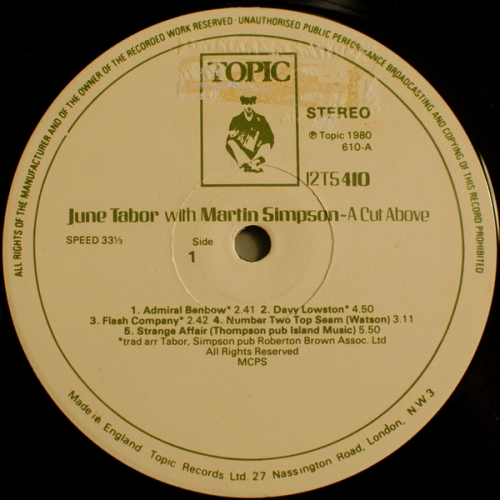 ALL RIGHTS OF THE MANUFACTURER AND OF THE OWNER OF THE RECORDED WORK RESERVED · UNAUTHORISED PUBLIC PERFORMANCE BROADCASTING AND COPYING OF THIS RECORD PROHIBITED
TOPIC
STEREO
℗ Topic 1980
610-A
12TS410
June Tabor with Martin Simpson~A Cut Above
SPEED 33⅓
Side
1
1. Admiral Benbow* 2.41 2. Davy Lowston* 4.50
3. Flash Company* 2.42 4. Number Two Top Seam (Watson) 3.11
5. Strange Affair (Thompson pub Island Music) 5.50
*trad arr Tabor, Simpson pub Roberton Brown Assoc. Ltd
All Rights Reserved
MCPS
Made in England Topic Records Ltd. 27 Nassington Road, London, N.W.3.